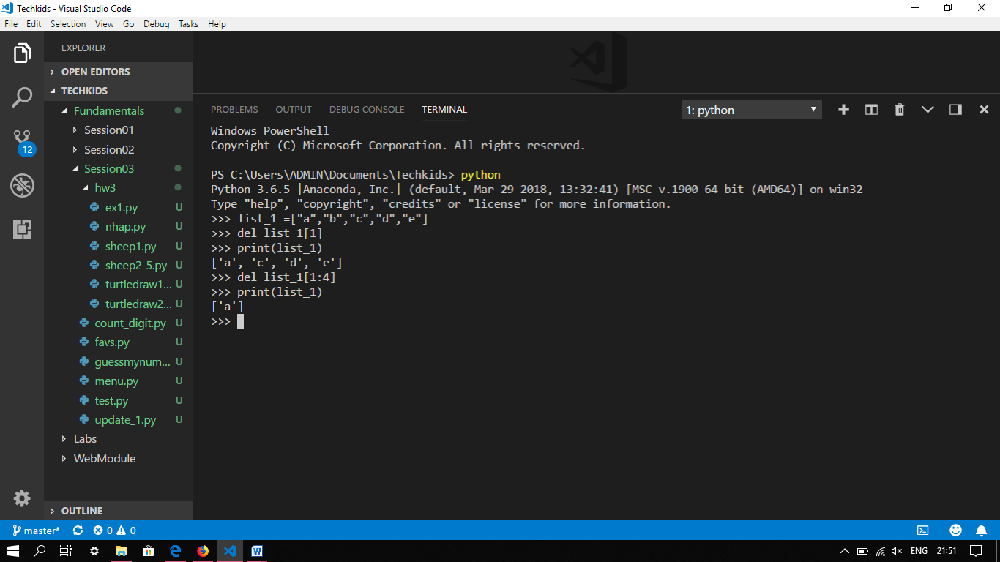 Techkids - Visual Studio Code
File Edit Selection View Go Debug Tasks Help
EXPLORER
OPEN EDITORS
TECHKIDS
Fundamentals
Session01
Session02
Session03
hw3
ex1.py U
nhap.py U
sheep1.py U
sheep2-5.py U
turtledraw1... U
turtledraw2... U
count_digit.py U
favs.py U
guessmynum... U
menu.py U
test.py U
update_1.py U
Labs
WebModule
OUTLINE
12
PROBLEMS OUTPUT DEBUG CONSOLE TERMINAL
1: python
Windows PowerShell
Copyright (C) Microsoft Corporation. All rights reserved.
PS C:\Users\ADMIN\Documents\Techkids> python
Python 3.6.5 |Anaconda, Inc.| (default, Mar 29 2018, 13:32:41) [MSC v.1900 64 bit (AMD64)] on win32
Type "help", "copyright", "credits" or "license" for more information.
>>> list_1 =["a","b","c","d","e"]
>>> del list_1[1]
>>> print(list_1)
['a', 'c', 'd', 'e']
>>> del list_1[1:4]
>>> print(list_1)
['a']
>>>
master* 0 0
ENG 21:51